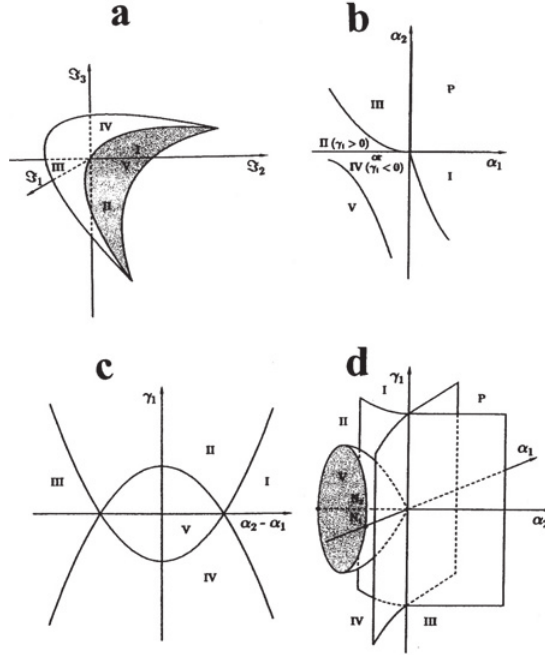 a
ℑ₃
IV
I
III
V
ℑ₁
ℑ₂
II
b
α₂
P
III
II (γ₁ > 0)
or
α₁
IV (γ₁ < 0)
I
V
c
γ₁
II
III
I
V
α₂ - α₁
IV
d
γ₁
I
P
II
α₁
V
α₂
IV
III